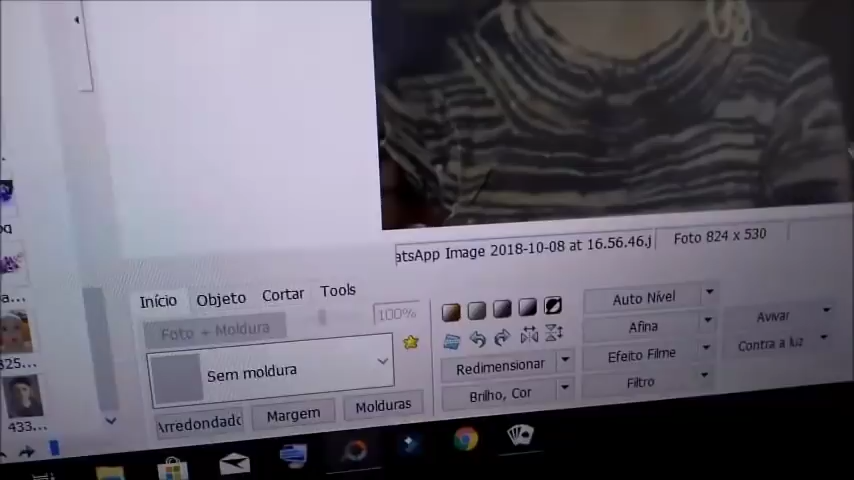 atsApp Image 2018-10-08 at 16.56.46.j
Foto 824 x 530
Início Objeto Cortar Tools
Foto + Moldura
100%
Sem moldura
Arredondado Margem Molduras
Redimensionar
Brilho, Cor
Auto Nível
Afina
Efeito Filme
Filtro
Avivar
Contra a luz
825...
433...